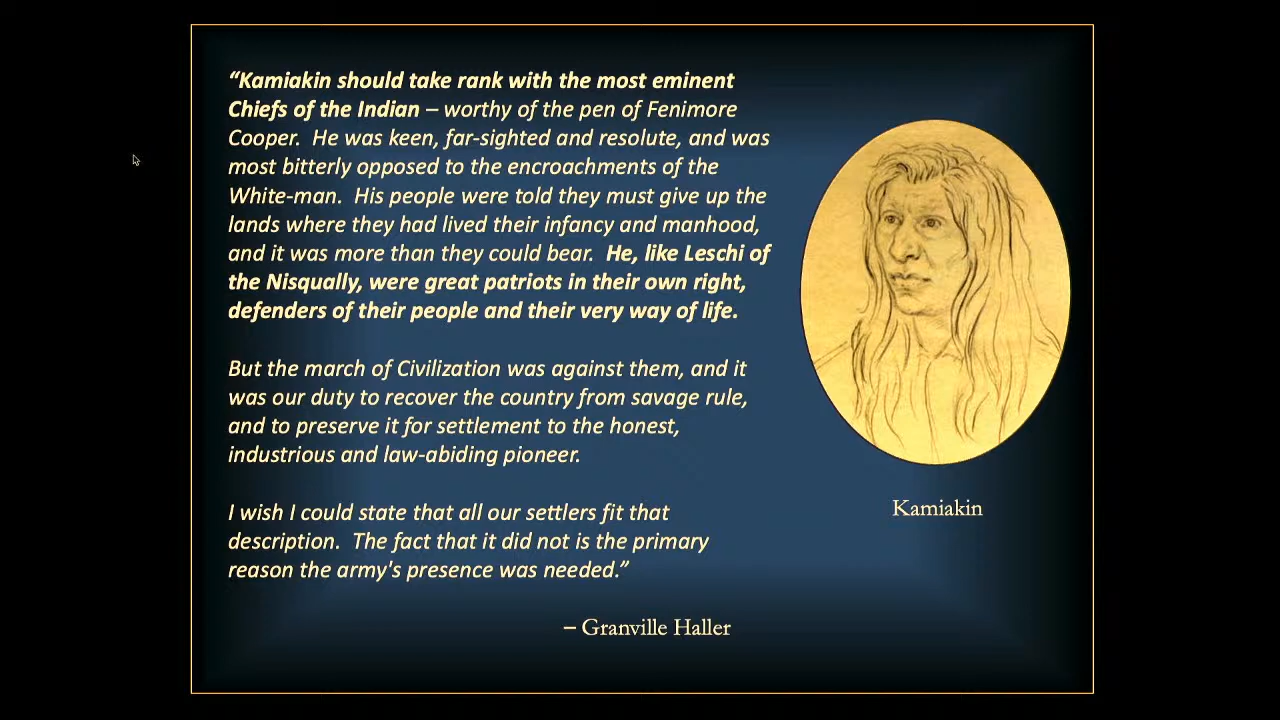 “Kamiakin should take rank with the most eminent
Chiefs of the Indian – worthy of the pen of Fenimore
Cooper. He was keen, far-sighted and resolute, and was
most bitterly opposed to the encroachments of the
White-man. His people were told they must give up the
lands where they had lived their infancy and manhood,
and it was more than they could bear. He, like Leschi of
the Nisqually, were great patriots in their own right,
defenders of their people and their very way of life.
But the march of Civilization was against them, and it
was our duty to recover the country from savage rule,
and to preserve it for settlement to the honest,
industrious and law-abiding pioneer.
I wish I could state that all our settlers fit that
description. The fact that it did not is the primary
reason the army's presence was needed.”
– Granville Haller
Kamiakin